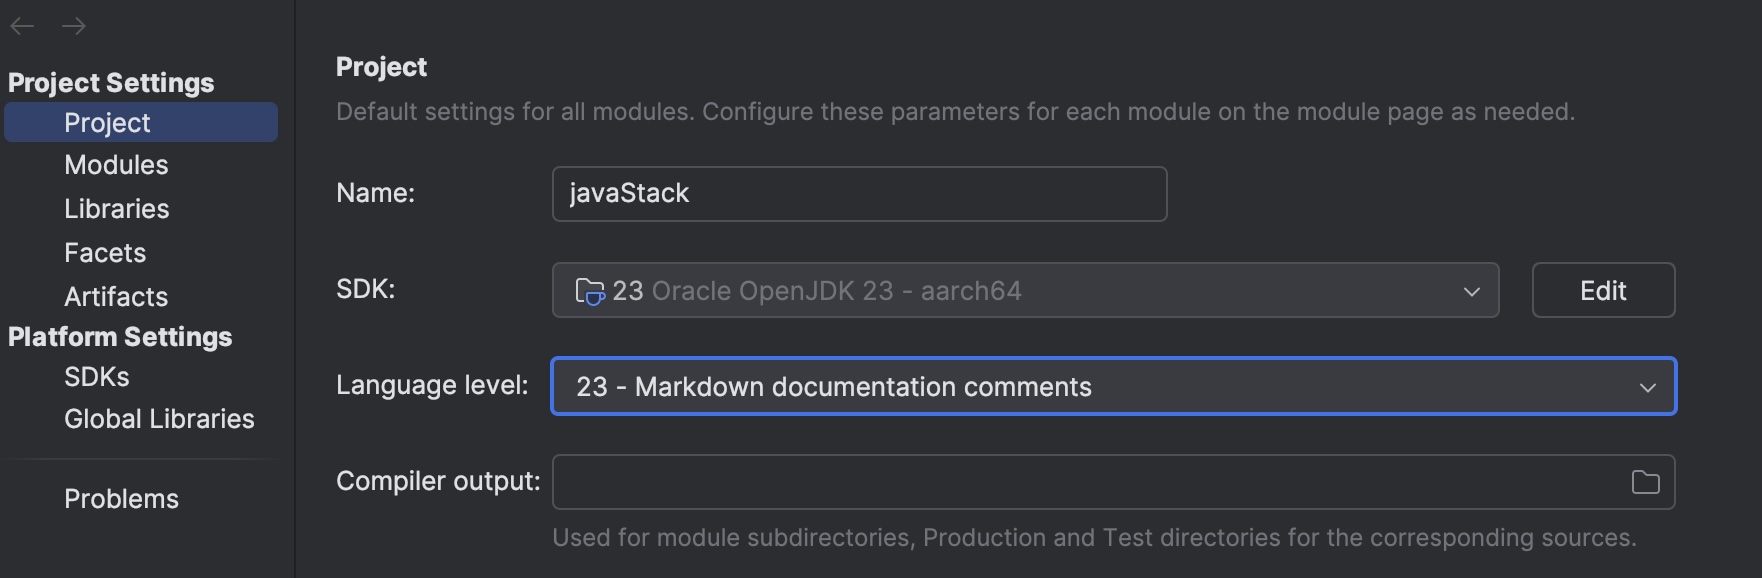 Project Settings
Project
Modules
Libraries
Facets
Artifacts
Platform Settings
SDKs
Global Libraries
Problems
Project
Default settings for all modules. Configure these parameters for each module on the module page as needed.
Name: javaStack
SDK: 23 Oracle OpenJDK 23 - aarch64 Edit
Language level: 23 - Markdown documentation comments
Compiler output:
Used for module subdirectories, Production and Test directories for the corresponding sources.